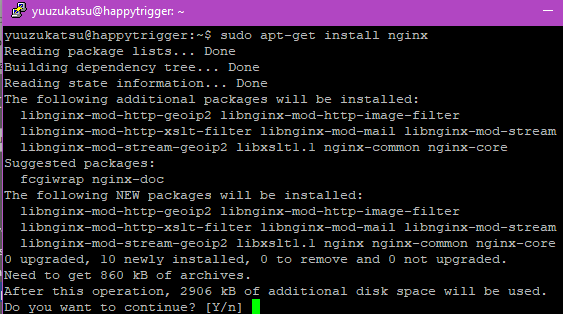 yuuzukatsu@happytrigger: ~
yuuzukatsu@happytrigger:~$ sudo apt-get install nginx
Reading package lists... Done
Building dependency tree... Done
Reading state information... Done
The following additional packages will be installed:
  libnginx-mod-http-geoip2 libnginx-mod-http-image-filter
  libnginx-mod-http-xslt-filter libnginx-mod-mail libnginx-mod-stream
  libnginx-mod-stream-geoip2 libxslt1.1 nginx-common nginx-core
Suggested packages:
  fcgiwrap nginx-doc
The following NEW packages will be installed:
  libnginx-mod-http-geoip2 libnginx-mod-http-image-filter
  libnginx-mod-http-xslt-filter libnginx-mod-mail libnginx-mod-stream
  libnginx-mod-stream-geoip2 libxslt1.1 nginx nginx-common nginx-core
0 upgraded, 10 newly installed, 0 to remove and 0 not upgraded.
Need to get 860 kB of archives.
After this operation, 2906 kB of additional disk space will be used.
Do you want to continue? [Y/n]